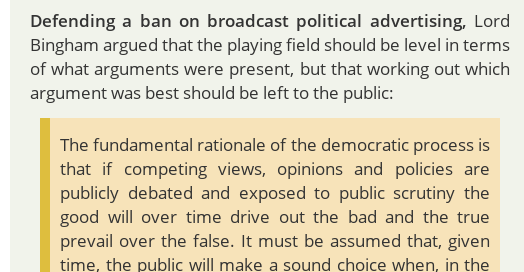 Defending a ban on broadcast political advertising, Lord
Bingham argued that the playing field should be level in terms
of what arguments were present, but that working out which
argument was best should be left to the public:
The fundamental rationale of the democratic process is
that if competing views, opinions and policies are
publicly debated and exposed to public scrutiny the
good will over time drive out the bad and the true
prevail over the false. It must be assumed that, given
time, the public will make a sound choice when, in the